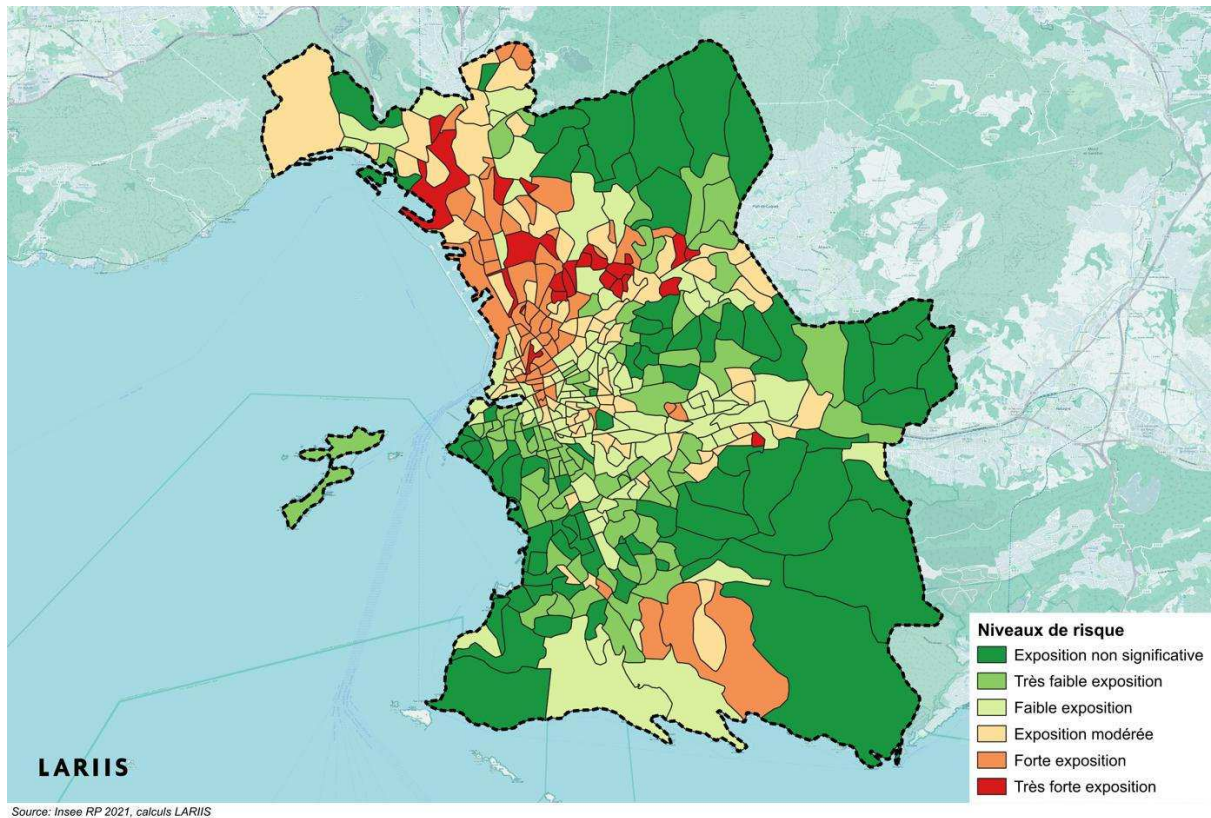 Niveaux de risque
Exposition non significative
Très faible exposition
Faible exposition
Exposition modérée
Forte exposition
Très forte exposition
LARIIS
Source: Insee RP 2021, calculs LARIIS